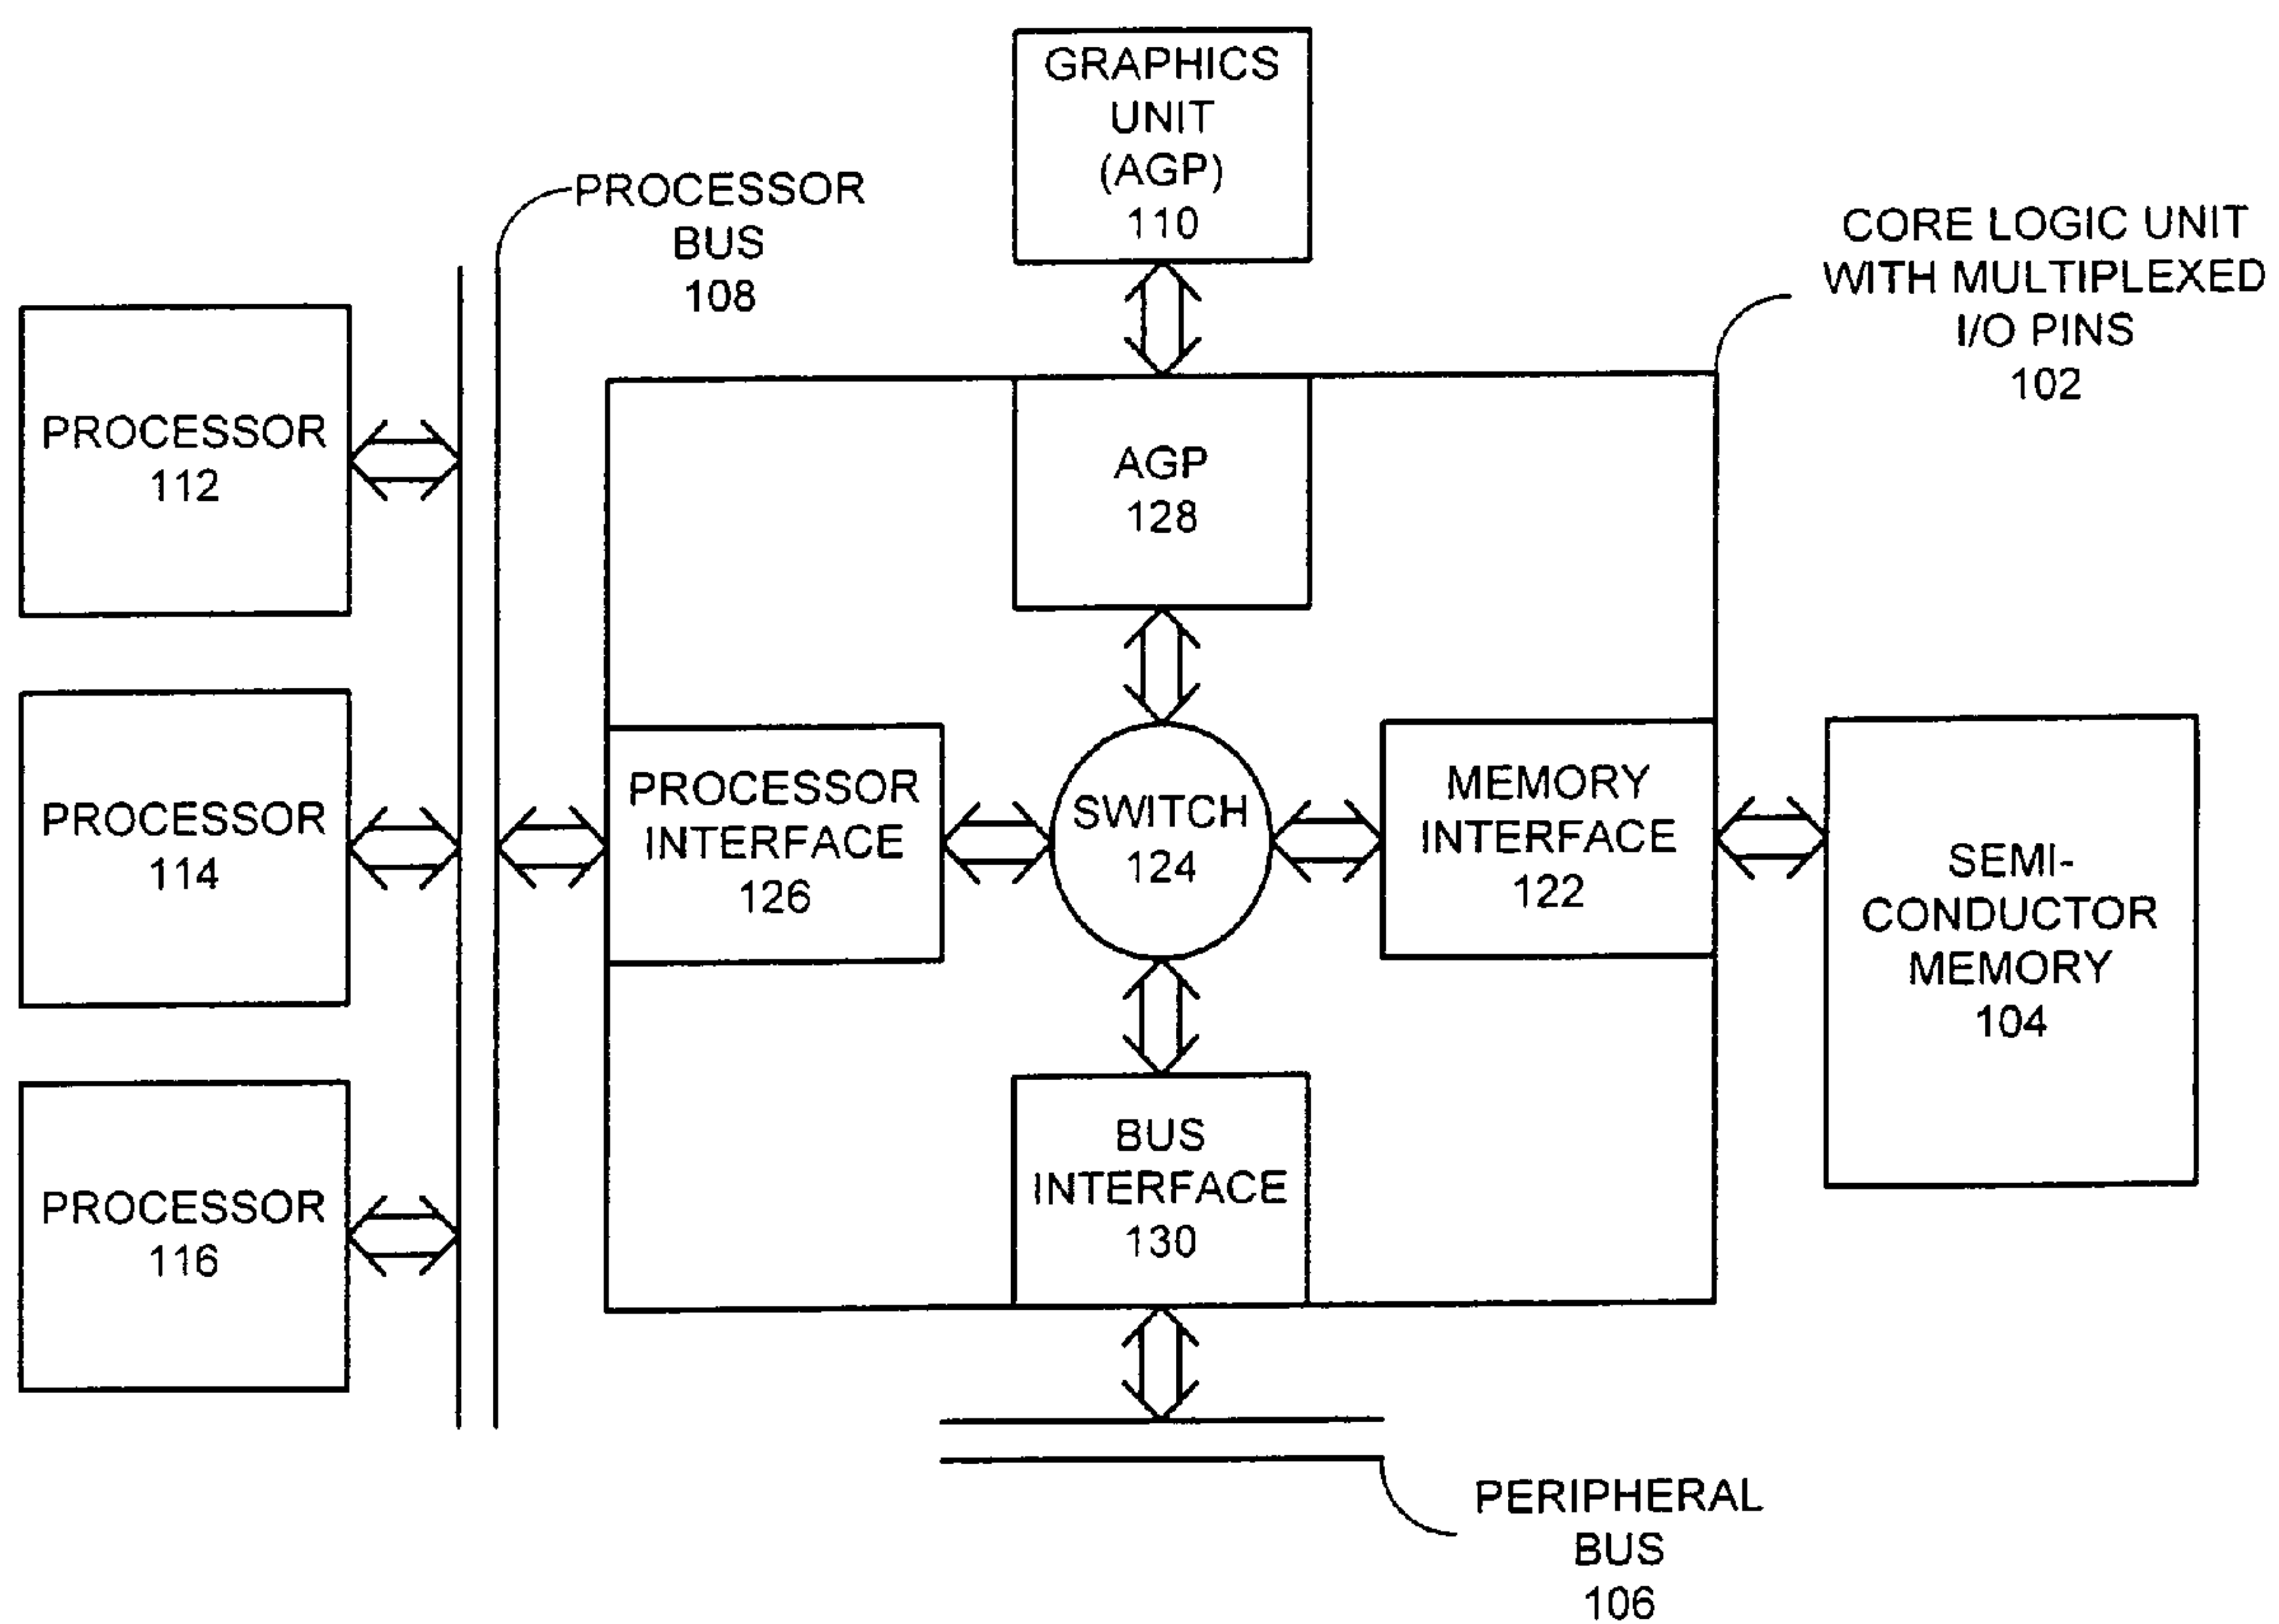 GRAPHICS
UNIT
(AGP)
110
PROCESSOR
BUS
108
CORE LOGIC UNIT
WITH MULTIPLEXED
I/O PINS
102
PROCESSOR
112
AGP
128
PROCESSOR
114
PROCESSOR
INTERFACE
126
SWITCH
124
MEMORY
INTERFACE
122
SEMI-
CONDUCTOR
MEMORY
104
PROCESSOR
116
BUS
INTERFACE
130
PERIPHERAL
BUS
106